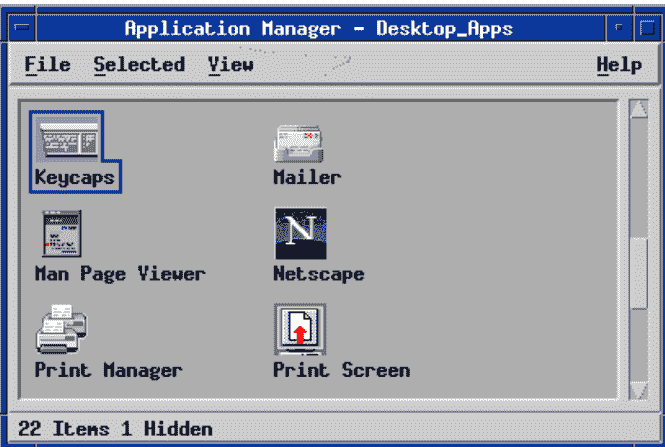 Application Manager - Desktop_Apps
File Selected View Help
Keycaps Mailer
Man Page Viewer Netscape
Print Manager Print Screen
22 Items 1 Hidden